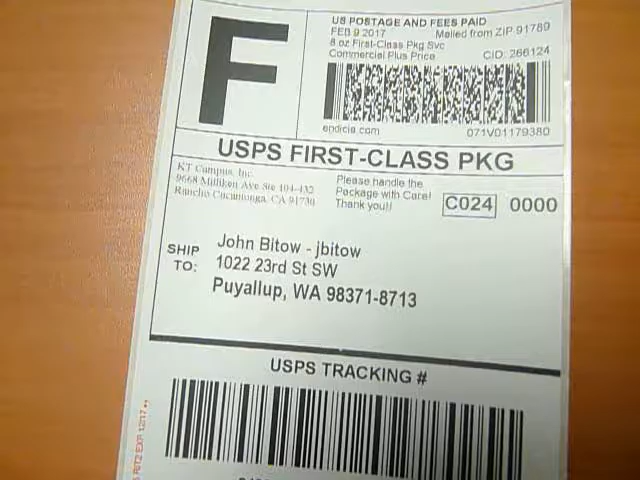 F
US POSTAGE AND FEES PAID
FEB 9 2017 Mailed from ZIP 91789
8 oz First-Class Pkg Svc
Commercial Plus Price CID: 266124
endicia.com 071V01179380
USPS FIRST-CLASS PKG
KT Campus, Inc.
9668 Milliken Ave Ste 104-432
Rancho Cucamonga, CA 91730
Please handle the
Package with Care!
Thank you!!
C024 0000
SHIP TO:
John Bitow - jbitow
1022 23rd St SW
Puyallup, WA 98371-8713
USPS TRACKING #
EXP 12/17